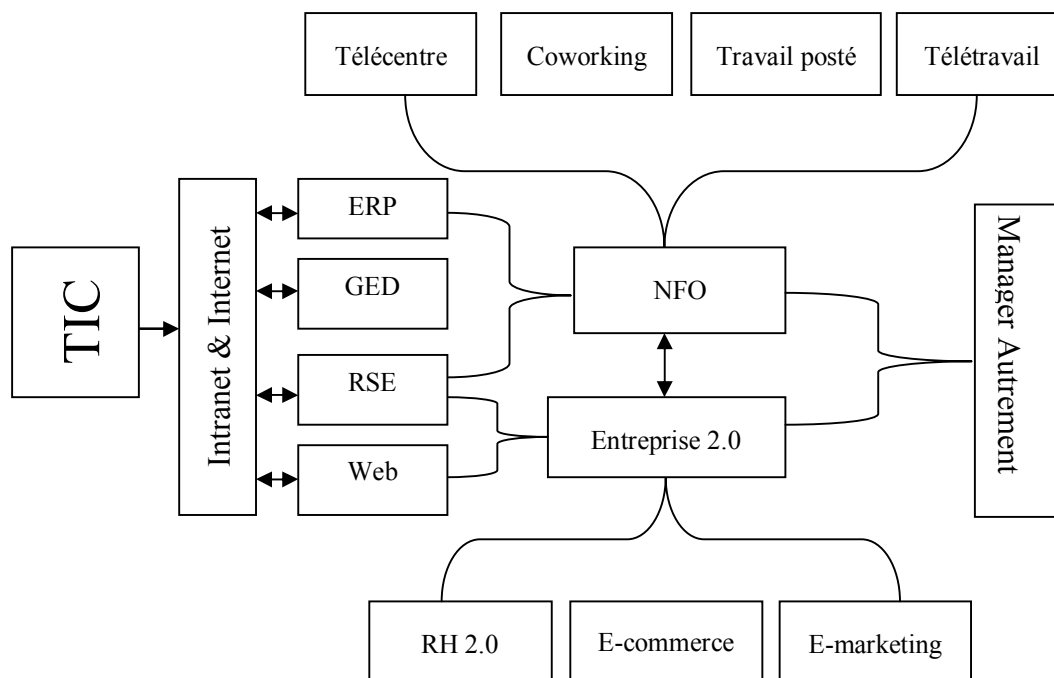 Télécentre
Coworking
Travail posté
Télétravail
TIC
Intranet & Internet
ERP
GED
RSE
Web
NFO
Entreprise 2.0
Manager Autrement
RH 2.0
E-commerce
E-marketing